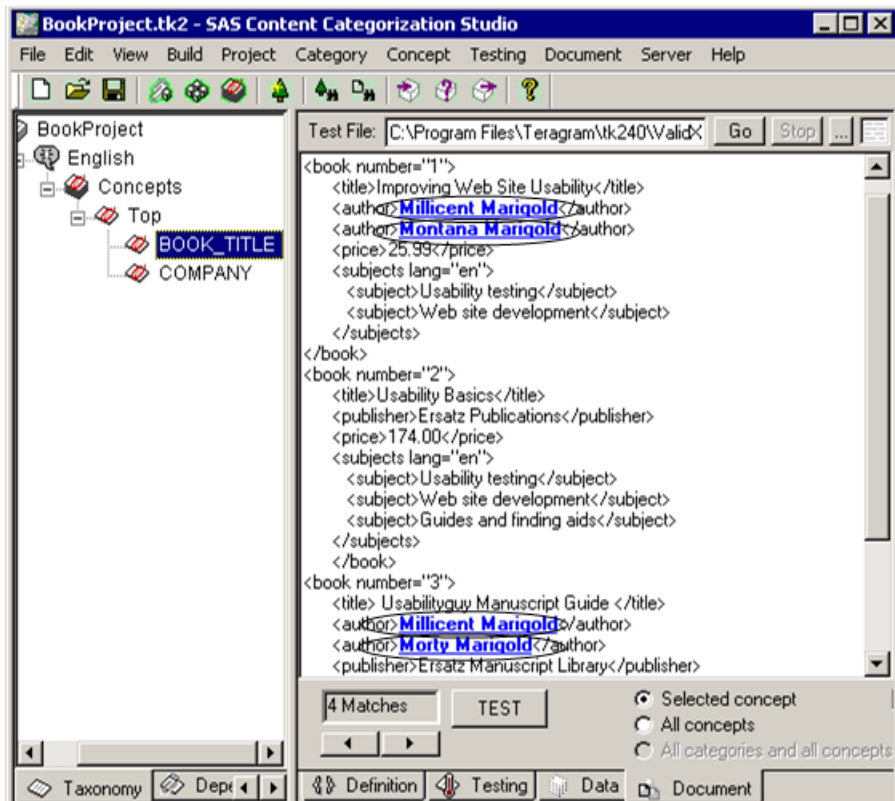 BookProject.tk2 - SAS Content Categorization Studio
File Edit View Build Project Category Concept Testing Document Server Help
BookProject
English
Concepts
Top
BOOK_TITLE
COMPANY
Taxonomy
Test File: C:\Program Files\Teragram\tk240\ValidX Go Stop ...
<book number="1">
<title>Improving Web Site Usability</title>
<author>Millicent Marigold</author>
<author>Montana Marigold</author>
<price>25.99</price>
<subjects lang="en">
<subject>Usability testing</subject>
<subject>Web site development</subject>
</subjects>
</book>
<book number="2">
<title>Usability Basics</title>
<publisher>Ersatz Publications</publisher>
<price>174.00</price>
<subjects lang="en">
<subject>Usability testing</subject>
<subject>Web site development</subject>
<subject>Guides and finding aids</subject>
</subjects>
</book>
<book number="3">
<title> Usabilityguy Manuscript Guide </title>
<author>Millicent Marigold</author>
<author>Morty Marigold</author>
<publisher>Ersatz Manuscript Library</publisher>
4 Matches TEST
Selected concept
All concepts
All categories and all concepts
Definition Testing Data Document